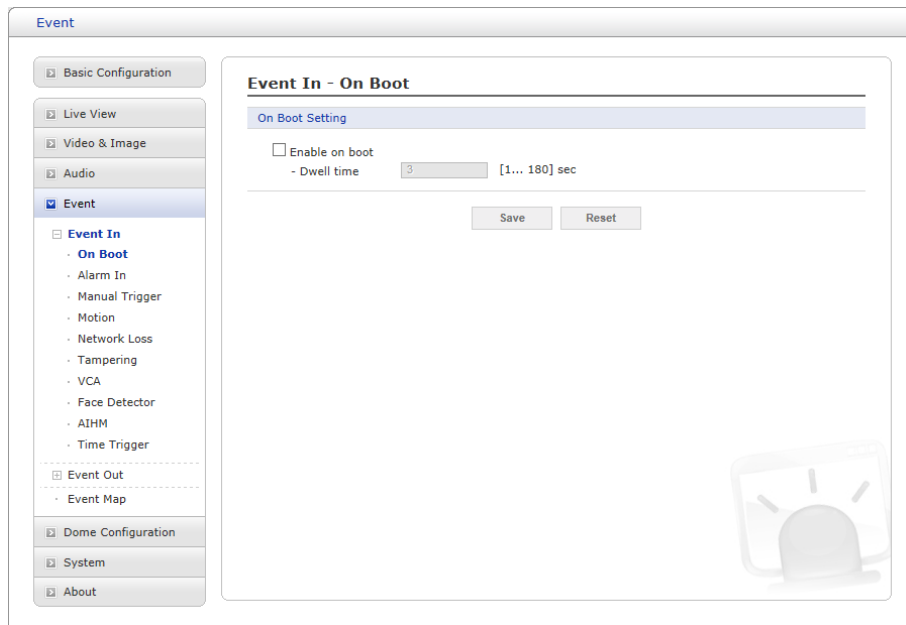 Event
Basic Configuration
Live View
Video & Image
Audio
Event
Event In
On Boot
Alarm In
Manual Trigger
Motion
Network Loss
Tampering
VCA
Face Detector
AIHM
Time Trigger
Event Out
Event Map
Dome Configuration
System
About
Event In - On Boot
On Boot Setting
Enable on boot
- Dwell time 3 [1... 180] sec
Save Reset